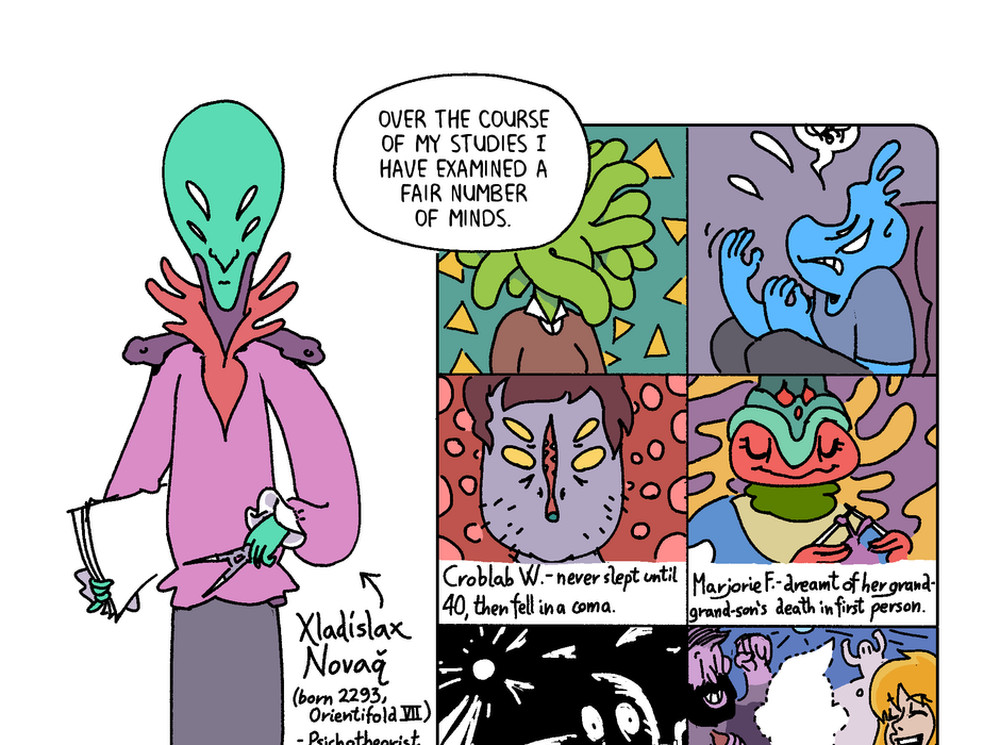 OVER THE COURSE
OF MY STUDIES I
HAVE EXAMINED A
FAIR NUMBER
OF MINDS.
Croblab W.-never slept until
40, then fell in a coma.
Marjorie F.-dreamt of her grand-
grand-son's death in first person.
Xladíslax
Novaq̌
(born 2293,
Orientifold VII)
- Psichotheorist